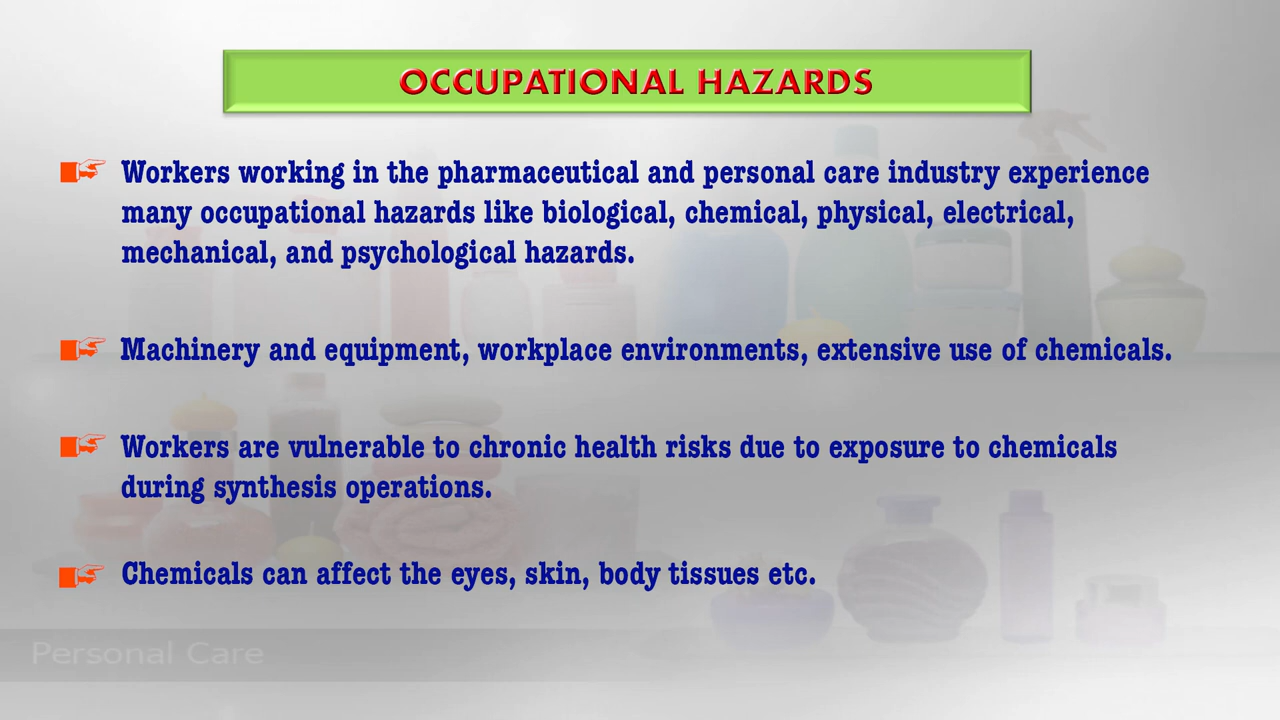 OCCUPATIONAL HAZARDS
Workers working in the pharmaceutical and personal care industry experience
many occupational hazards like biological, chemical, physical, electrical,
mechanical, and psychological hazards.
Machinery and equipment, workplace environments, extensive use of chemicals.
Workers are vulnerable to chronic health risks due to exposure to chemicals
during synthesis operations.
Chemicals can affect the eyes, skin, body tissues etc.
Personal Care